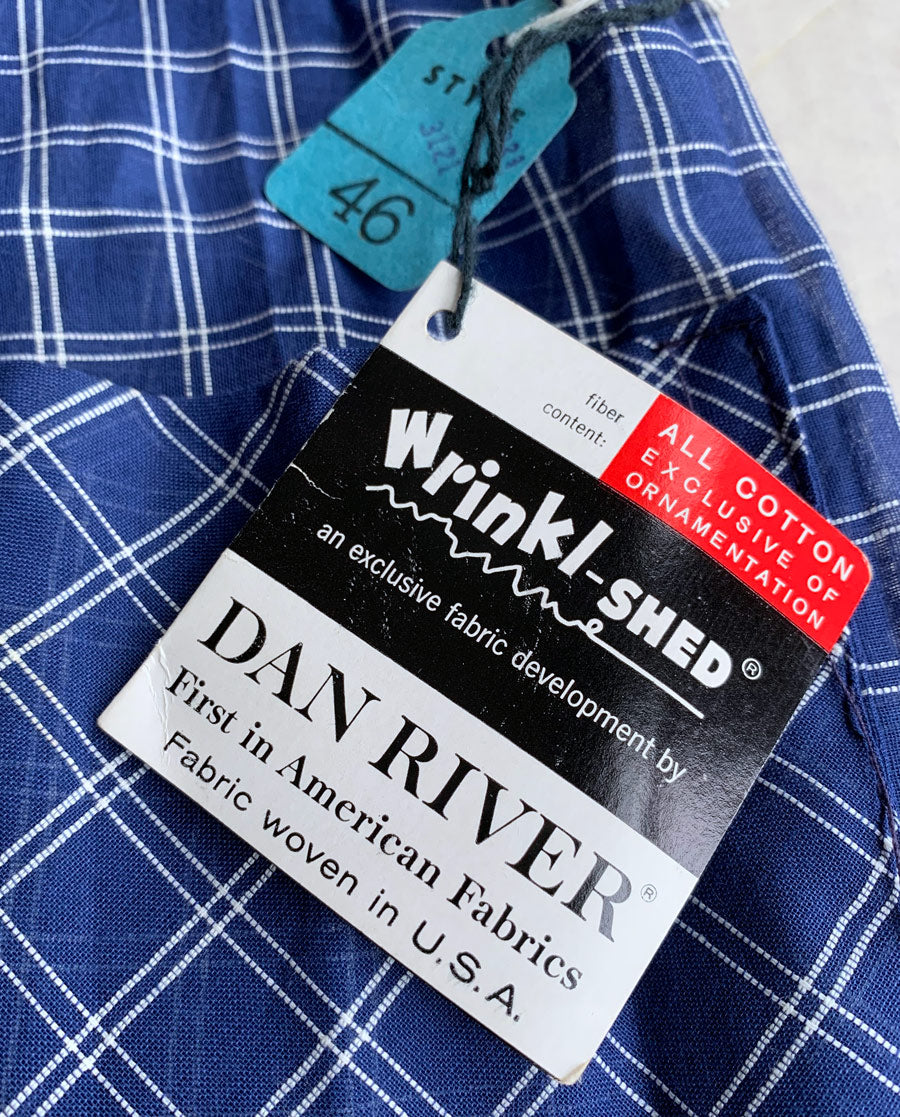 STYLE
46
fiber
content:
ALL COTTON
EXCLUSIVE OF
ORNAMENTATION
Wrinkl-SHED®
an exclusive fabric development by
DAN RIVER®
First in American Fabrics
Fabric woven in U.S.A.